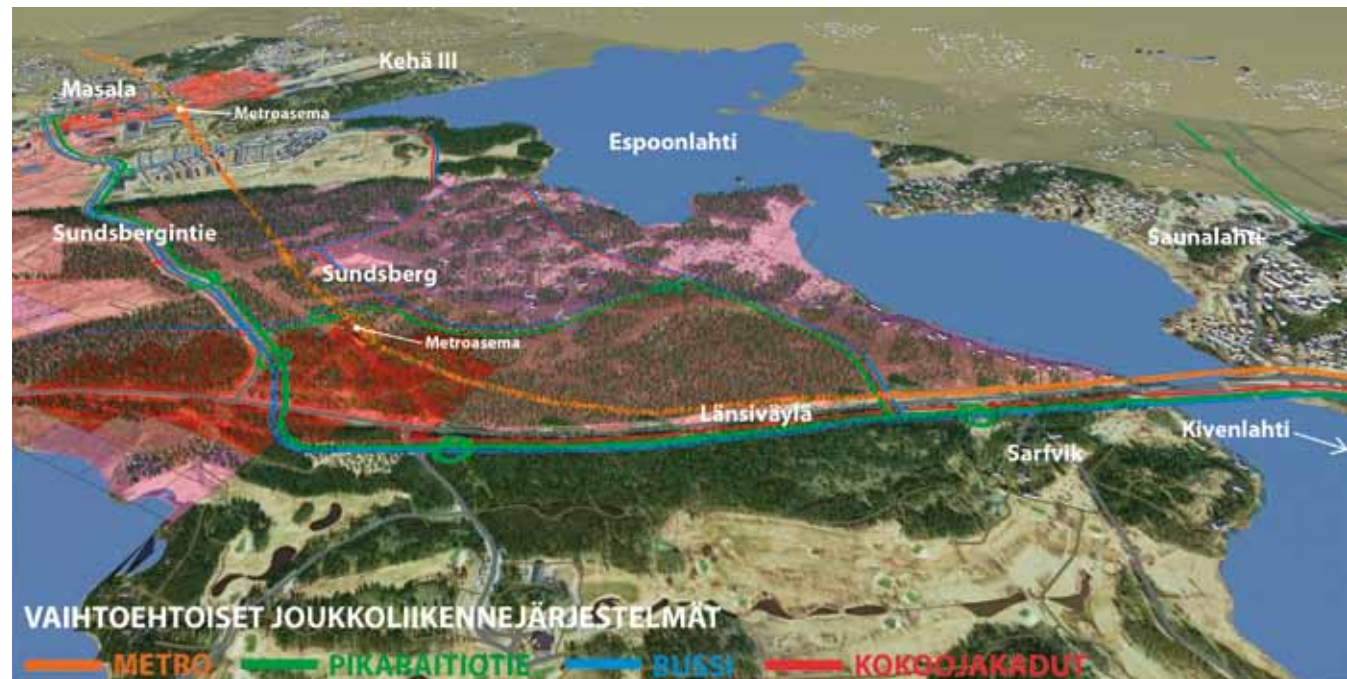 Kehä III
Masala
Metroasema
Espoonlahti
Sundsbergintie
Saunalahti
Sundsberg
Metroasema
Länsiväylä
Kivenlahti
Sarfvik
VAIHTOEHTOISET JOUKKOLIIKENNEJÄRJESTELMÄT
METRO PIKARAITIOTIE BUSSI KOKOOJAKADUT